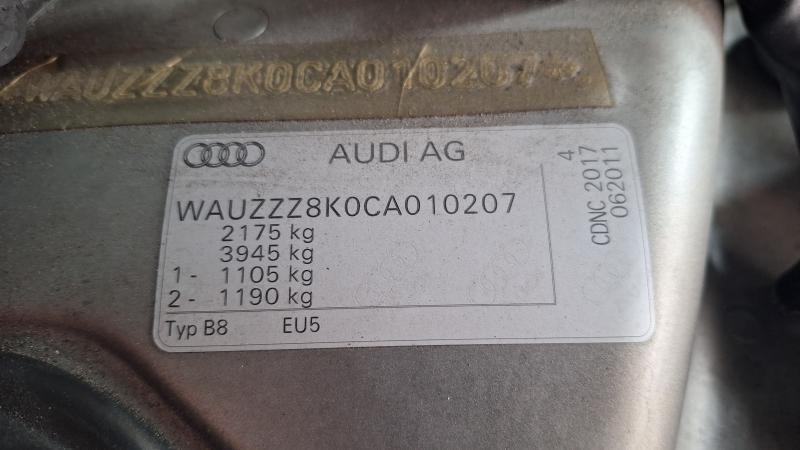 WAUZZZ8K0CA010207
AUDI AG
WAUZZZ8K0CA010207
2175 kg
3945 kg
1- 1105 kg
2- 1190 kg
Typ B8 EU5
4
CDNC 2017
062011